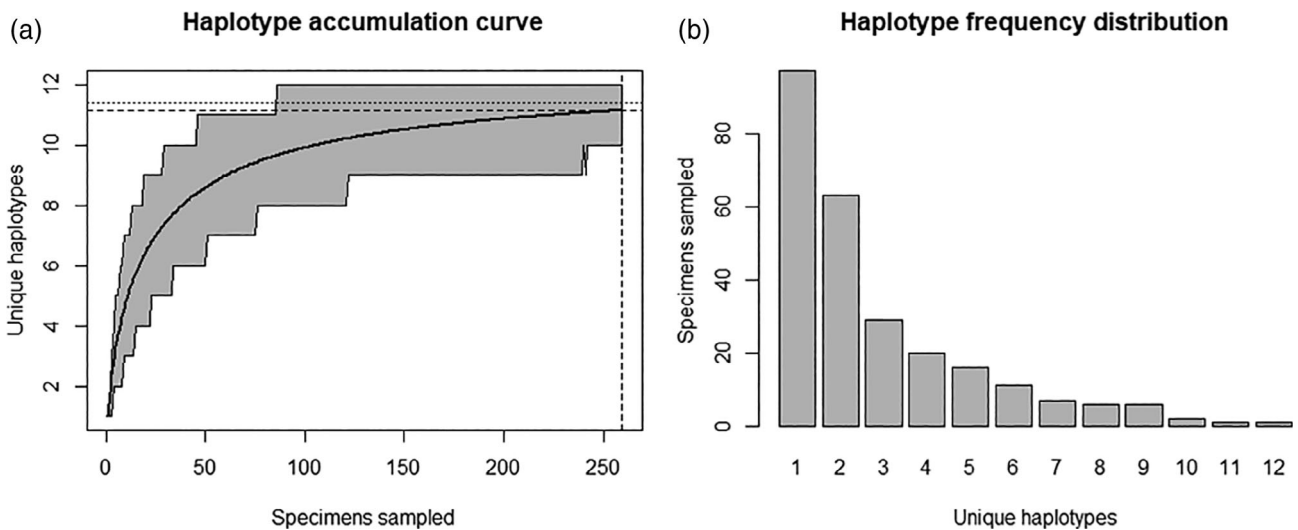 (a)
Haplotype accumulation curve
Unique haplotypes
12
10
8
6
4
2
0 50 100 150 200 250
Specimens sampled
(b)
Haplotype frequency distribution
Specimens sampled
80
60
40
20
0
1 2 3 4 5 6 7 8 9 10 11 12
Unique haplotypes